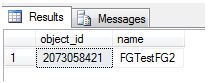 Results Messages
object_id name
1 2073058421 FGTestFG2